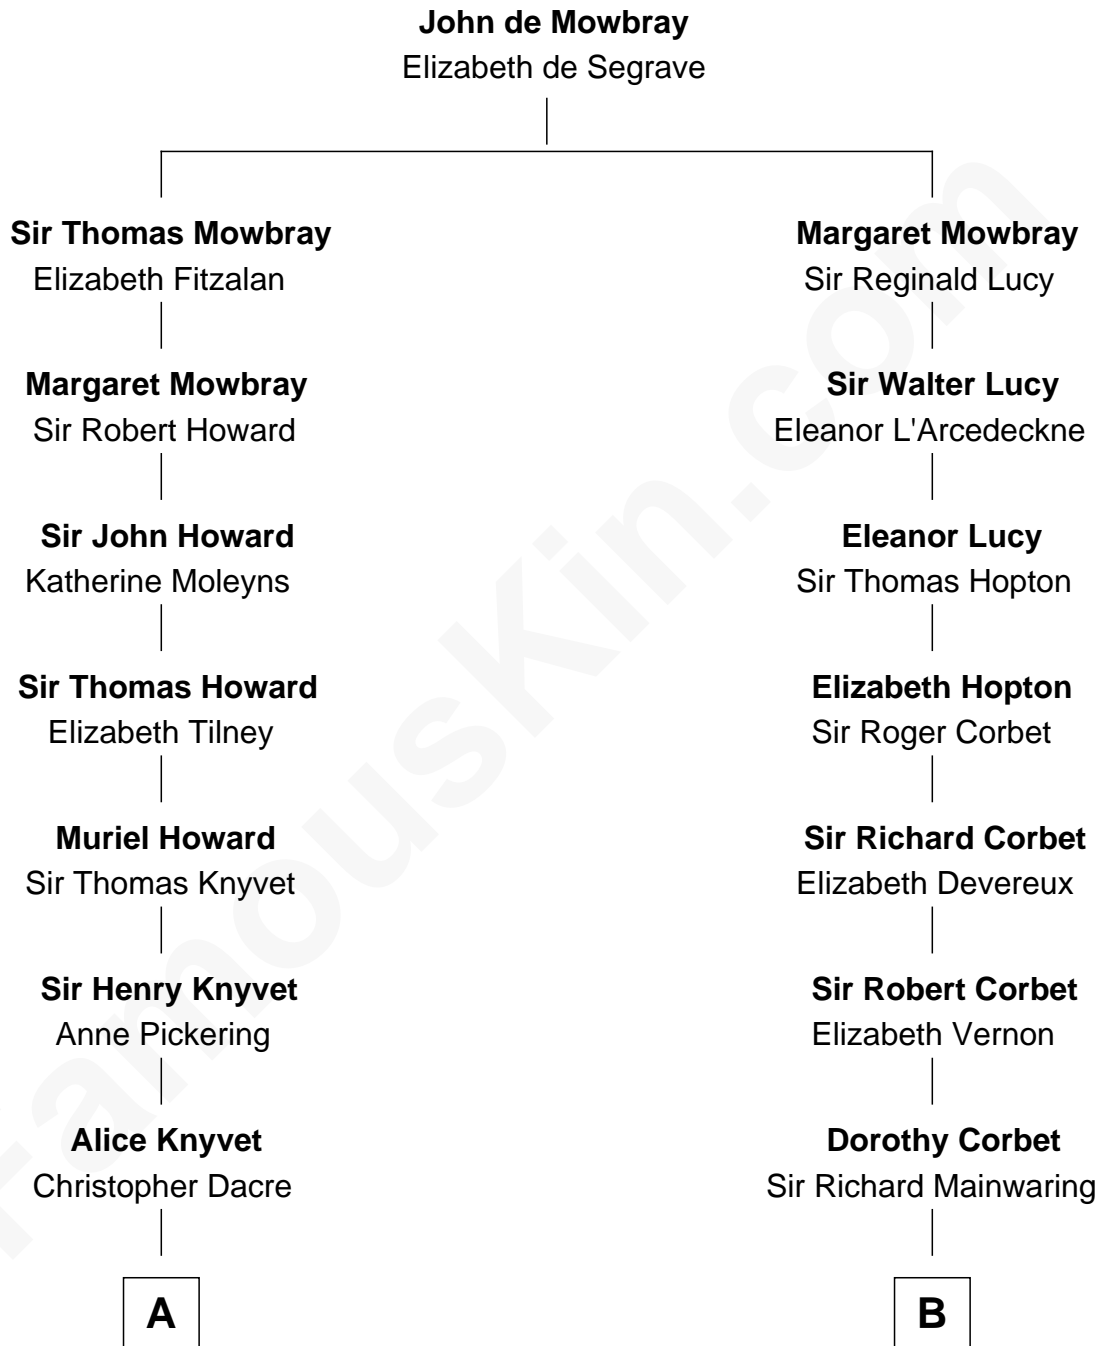 John de Mowbray
Elizabeth de Segrave
Sir Thomas Mowbray
Elizabeth Fitzalan
Margaret Mowbray
Sir Reginald Lucy
Margaret Mowbray
Sir Robert Howard
Sir Walter Lucy
Eleanor L'Arcedeckne
Sir John Howard
Katherine Moleyns
Eleanor Lucy
Sir Thomas Hopton
Sir Thomas Howard
Elizabeth Tilney
Elizabeth Hopton
Sir Roger Corbet
Muriel Howard
Sir Thomas Knyvet
Sir Richard Corbet
Elizabeth Devereux
Sir Henry Knyvet
Anne Pickering
Sir Robert Corbet
Elizabeth Vernon
Alice Knyvet
Christopher Dacre
Dorothy Corbet
Sir Richard Mainwaring
A
B
FamousKin.com